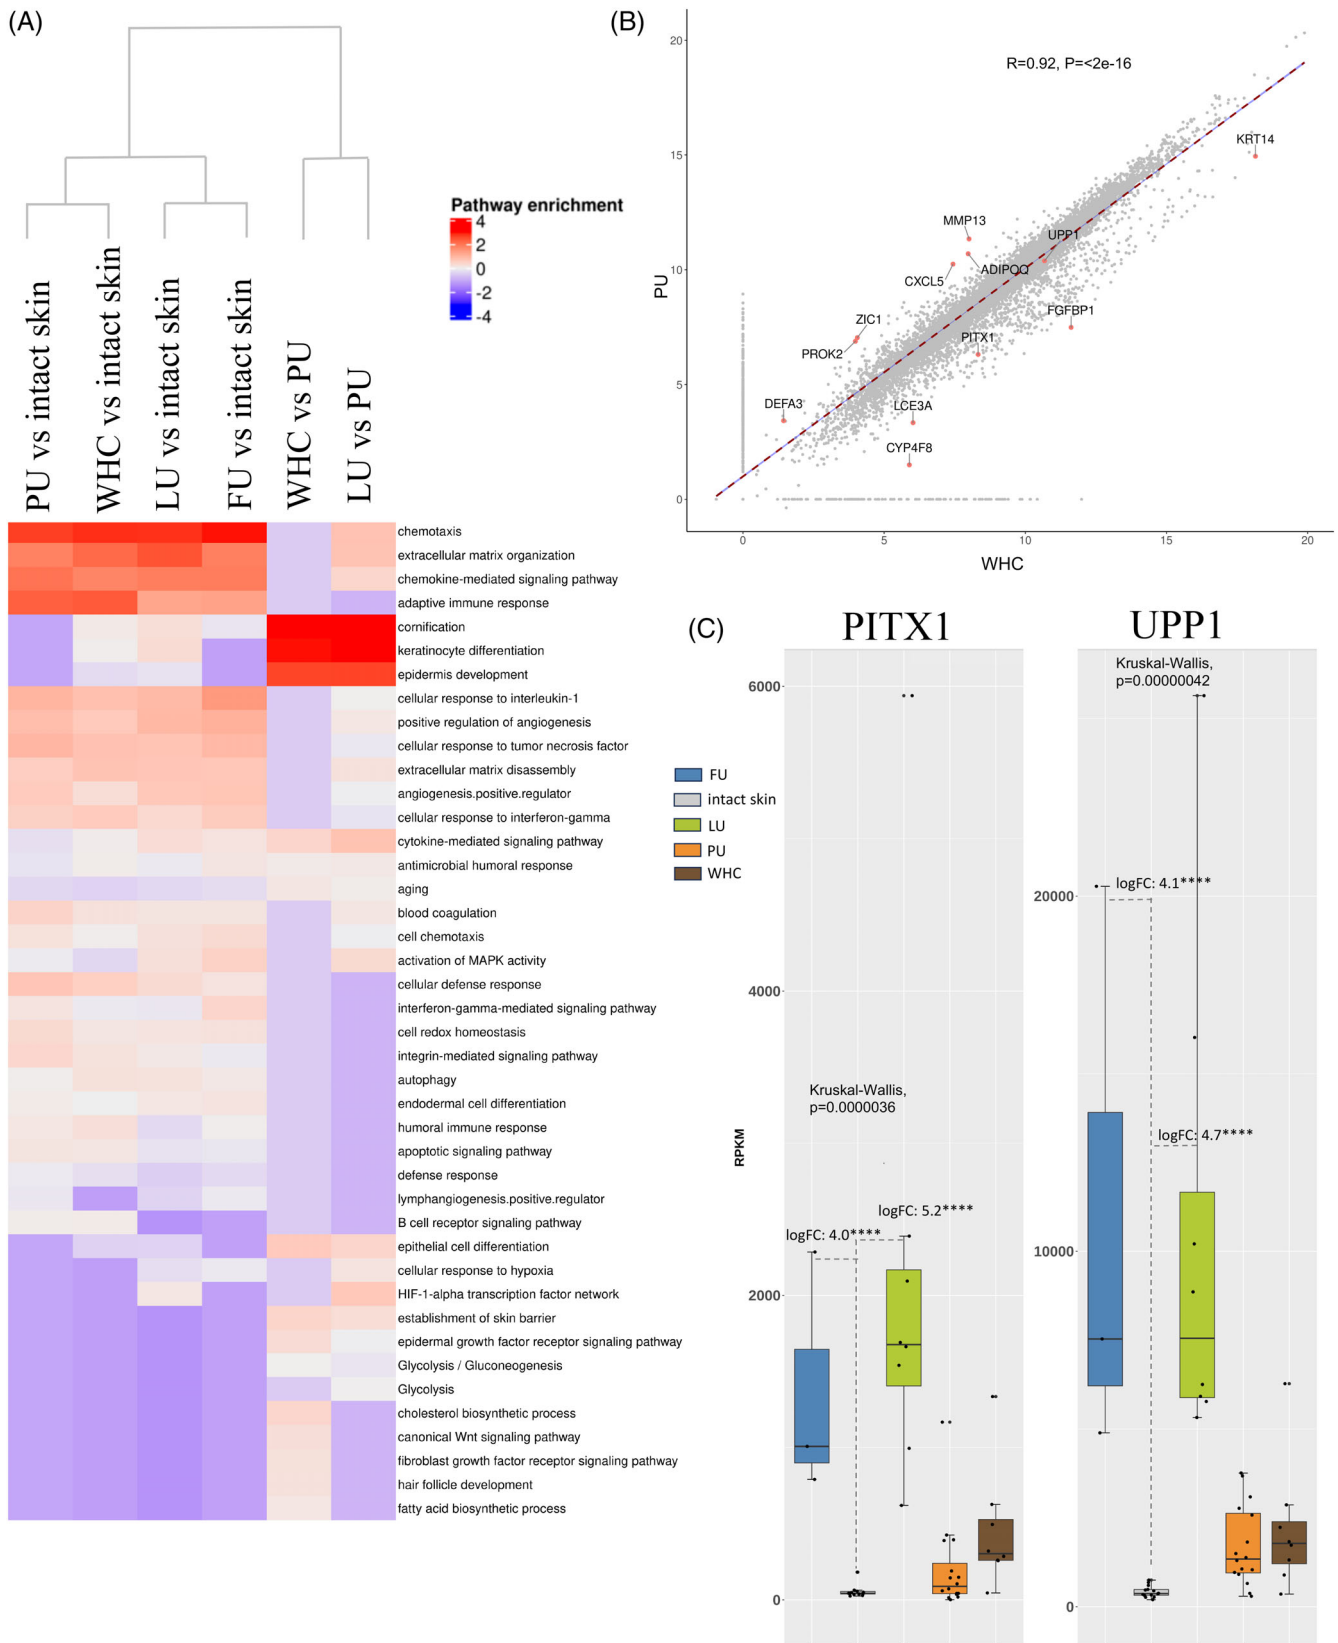 (A)
Pathway enrichment
4
2
0
-2
-4
PU vs intact skin
WHC vs intact skin
LU vs intact skin
FU vs intact skin
WHC vs PU
LU vs PU
chemotaxis
extracellular matrix organization
chemokine-mediated signaling pathway
adaptive immune response
cornification
keratinocyte differentiation
epidermis development
cellular response to interleukin-1
positive regulation of angiogenesis
cellular response to tumor necrosis factor
extracellular matrix disassembly
angiogenesis.positive.regulator
cellular response to interferon-gamma
cytokine-mediated signaling pathway
antimicrobial humoral response
aging
blood coagulation
cell chemotaxis
activation of MAPK activity
cellular defense response
interferon-gamma-mediated signaling pathway
cell redox homeostasis
integrin-mediated signaling pathway
autophagy
endodermal cell differentiation
humoral immune response
apoptotic signaling pathway
defense response
lymphangiogenesis.positive.regulator
B cell receptor signaling pathway
epithelial cell differentiation
cellular response to hypoxia
HIF-1-alpha transcription factor network
establishment of skin barrier
epidermal growth factor receptor signaling pathway
Glycolysis / Gluconeogenesis
Glycolysis
cholesterol biosynthetic process
canonical Wnt signaling pathway
fibroblast growth factor receptor signaling pathway
hair follicle development
fatty acid biosynthetic process
(B)
R=0.92, P=<2e-16
20
15
10
5
0
PU
KRT14
MMP13
UPP1
ADIPOQ
CXCL5
FGFBP1
ZIC1
PITX1
PROK2
DEFA3
LCE3A
CYP4F8
0
5
10
15
20
WHC
(C)
PITX1
UPP1
FU
intact skin
LU
PU
WHC
RPKM
6000
4000
2000
0
Kruskal-Wallis,
p=0.0000036
logFC: 4.0****
logFC: 5.2****
20000
10000
0
Kruskal-Wallis,
p=0.00000042
logFC: 4.1****
logFC: 4.7****